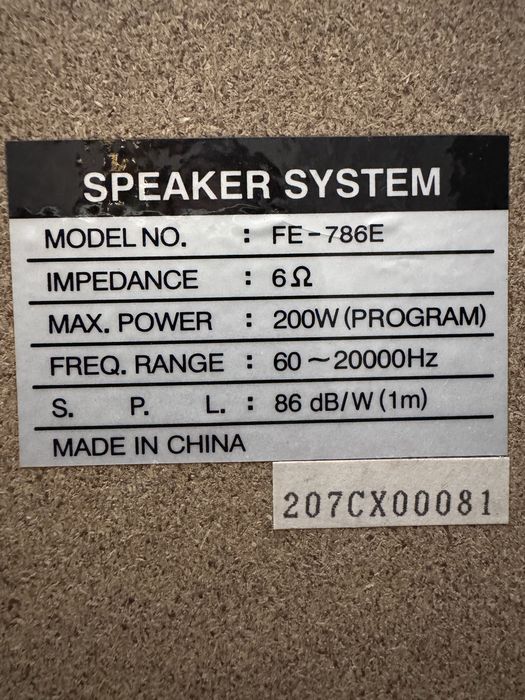 SPEAKER SYSTEM
MODEL NO. : FE-786E
IMPEDANCE : 6Ω
MAX. POWER : 200W (PROGRAM)
FREQ. RANGE : 60~20000Hz
S. P. L. : 86 dB/W (1m)
MADE IN CHINA
207CX00081